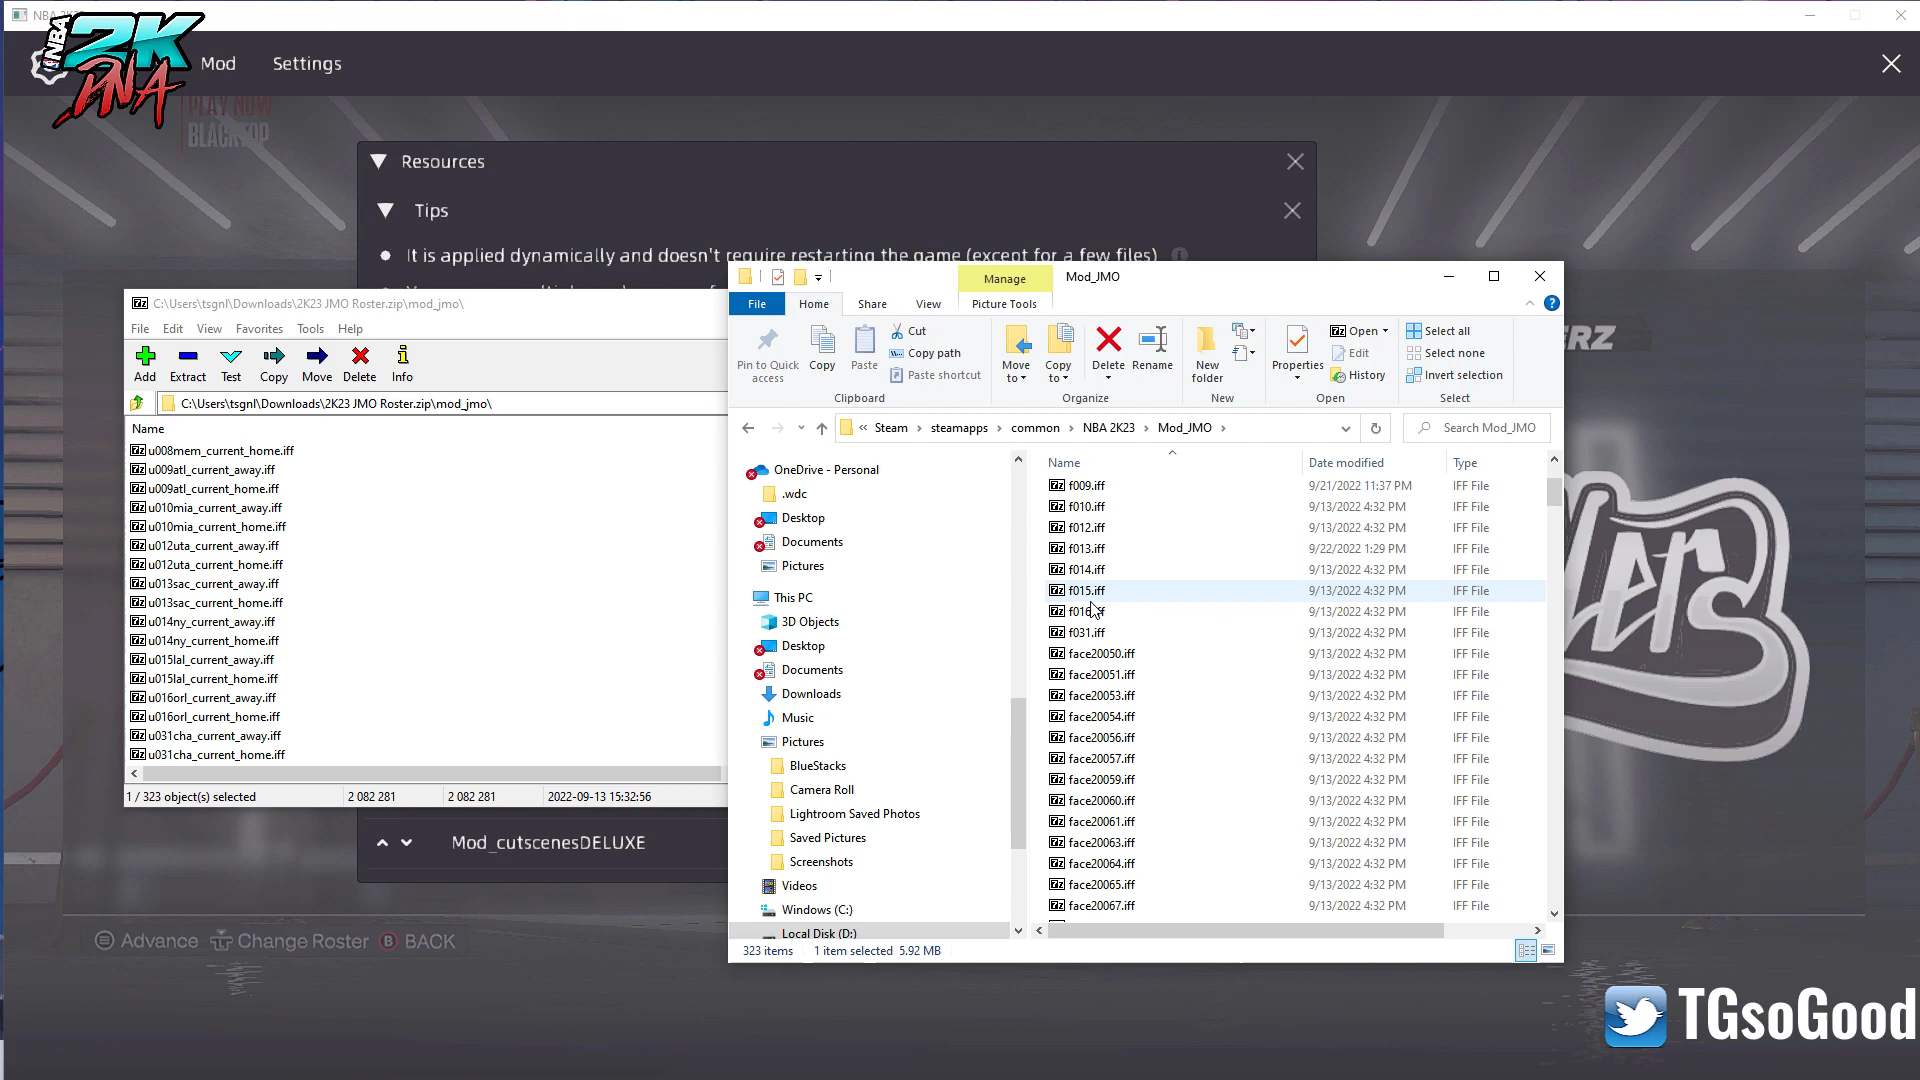 NBA 2K23
NBA 2K DNA
Mod
Settings
PLAY NOW
BLACKTOP
Resources
Tips
It is applied dynamically and doesn't require restarting the game (except for a few files)
C:\Users\tsgnl\Downloads\2K23 JMO Roster.zip\mod_jmo\
File Edit View Favorites Tools Help
Add Extract Test Copy Move Delete Info
C:\Users\tsgnl\Downloads\2K23 JMO Roster.zip\mod_jmo\
Name
u008mem_current_home.iff
u009atl_current_away.iff
u009atl_current_home.iff
u010mia_current_away.iff
u010mia_current_home.iff
u012uta_current_away.iff
u012uta_current_home.iff
u013sac_current_away.iff
u013sac_current_home.iff
u014ny_current_away.iff
u014ny_current_home.iff
u015lal_current_away.iff
u015lal_current_home.iff
u016orl_current_away.iff
u016orl_current_home.iff
u031cha_current_away.iff
u031cha_current_home.iff
1 / 323 object(s) selected 2 082 281 2 082 281 2022-09-13 15:32:56
Mod_cutscenesDELUXE
Advance Change Roster B BACK
Manage Mod_JMO
File Home Share View Picture Tools
Pin to Quick access
Copy
Paste
Cut
Copy path
Paste shortcut
Move to
Copy to
Delete
Rename
New folder
Properties
Open
Edit
History
Select all
Select none
Invert selection
Clipboard Organize New Open Select
« Steam > steamapps > common > NBA 2K23 > Mod_JMO >
Search Mod_JMO
OneDrive - Personal
.wdc
Desktop
Documents
Pictures
This PC
3D Objects
Desktop
Documents
Downloads
Music
Pictures
BlueStacks
Camera Roll
Lightroom Saved Photos
Saved Pictures
Screenshots
Videos
Windows (C:)
Local Disk (D:)
Name Date modified Type
f009.iff 9/21/2022 11:37 PM IFF File
f010.iff 9/13/2022 4:32 PM IFF File
f012.iff 9/13/2022 4:32 PM IFF File
f013.iff 9/22/2022 1:29 PM IFF File
f014.iff 9/13/2022 4:32 PM IFF File
f015.iff 9/13/2022 4:32 PM IFF File
f016.iff 9/13/2022 4:32 PM IFF File
f031.iff 9/13/2022 4:32 PM IFF File
face20050.iff 9/13/2022 4:32 PM IFF File
face20051.iff 9/13/2022 4:32 PM IFF File
face20053.iff 9/13/2022 4:32 PM IFF File
face20054.iff 9/13/2022 4:32 PM IFF File
face20056.iff 9/13/2022 4:32 PM IFF File
face20057.iff 9/13/2022 4:32 PM IFF File
face20059.iff 9/13/2022 4:32 PM IFF File
face20060.iff 9/13/2022 4:32 PM IFF File
face20061.iff 9/13/2022 4:32 PM IFF File
face20063.iff 9/13/2022 4:32 PM IFF File
face20064.iff 9/13/2022 4:32 PM IFF File
face20065.iff 9/13/2022 4:32 PM IFF File
face20067.iff 9/13/2022 4:32 PM IFF File
323 items 1 item selected 5.92 MB
TGsoGood